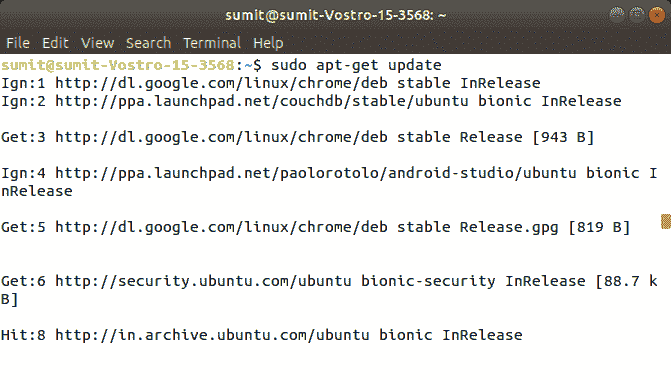 sumit@sumit-Vostro-15-3568: ~
File Edit View Search Terminal Help
sumit@sumit-Vostro-15-3568:~$ sudo apt-get update
Ign:1 http://dl.google.com/linux/chrome/deb stable InRelease
Ign:2 http://ppa.launchpad.net/couchdb/stable/ubuntu bionic InRelease
Get:3 http://dl.google.com/linux/chrome/deb stable Release [943 B]
Ign:4 http://ppa.launchpad.net/paolorotolo/android-studio/ubuntu bionic I
nRelease
Get:5 http://dl.google.com/linux/chrome/deb stable Release.gpg [819 B]
Get:6 http://security.ubuntu.com/ubuntu bionic-security InRelease [88.7 k
B]
Hit:8 http://in.archive.ubuntu.com/ubuntu bionic InRelease